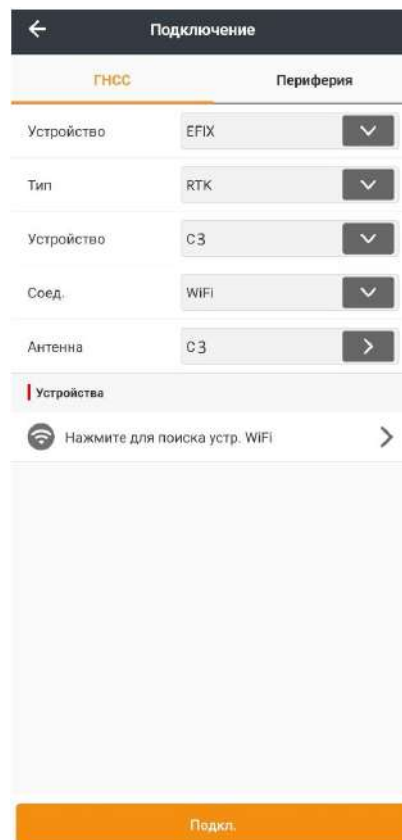 Подключение
ГНСС Периферия
Устройство EFIX
Тип RTK
Устройство C3
Соед. WiFi
Антенна C3
Устройства
Нажмите для поиска устр. WiFi
Подкл.